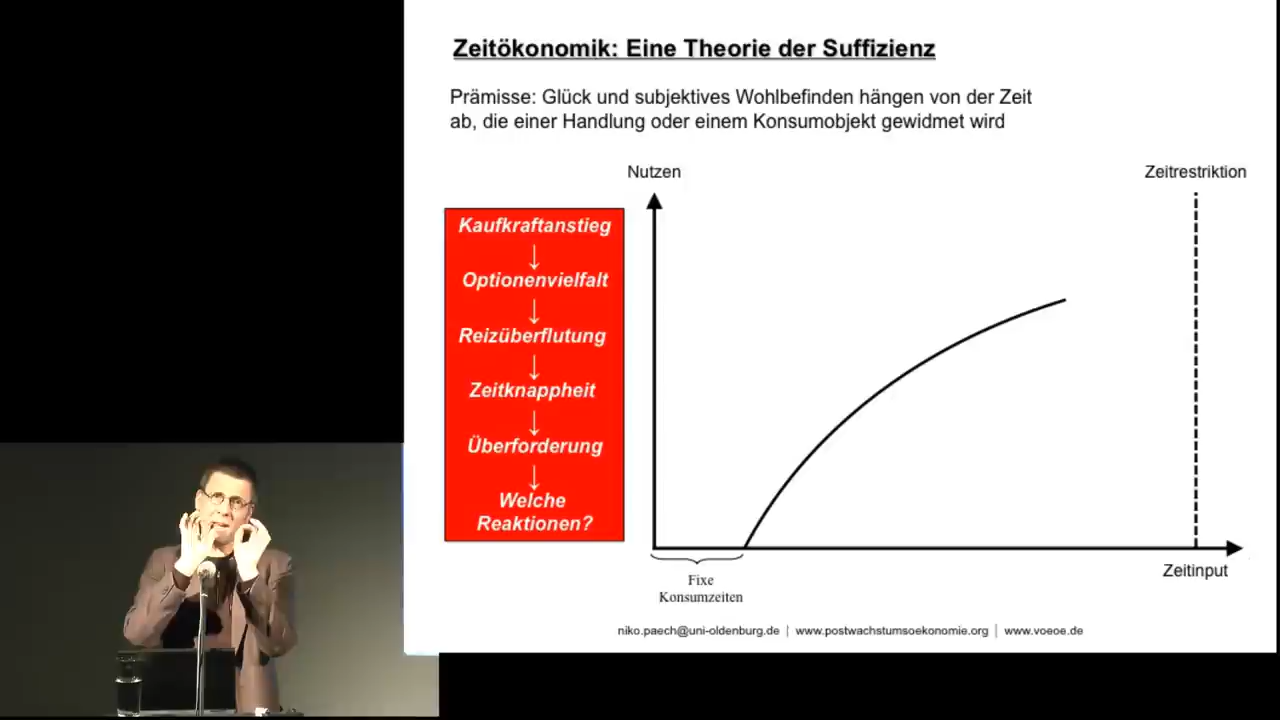 Zeitökonomik: Eine Theorie der Suffizienz
Prämisse: Glück und subjektives Wohlbefinden hängen von der Zeit
ab, die einer Handlung oder einem Konsumobjekt gewidmet wird
Nutzen
Zeitrestriktion
Kaufkraftanstieg
↓
Optionenvielfalt
↓
Reizüberflutung
↓
Zeitknappheit
↓
Überforderung
↓
Welche
Reaktionen?
Fixe
Konsumzeiten
Zeitinput
niko.paech@uni-oldenburg.de | www.postwachstumsoekonomie.org | www.voeoe.de